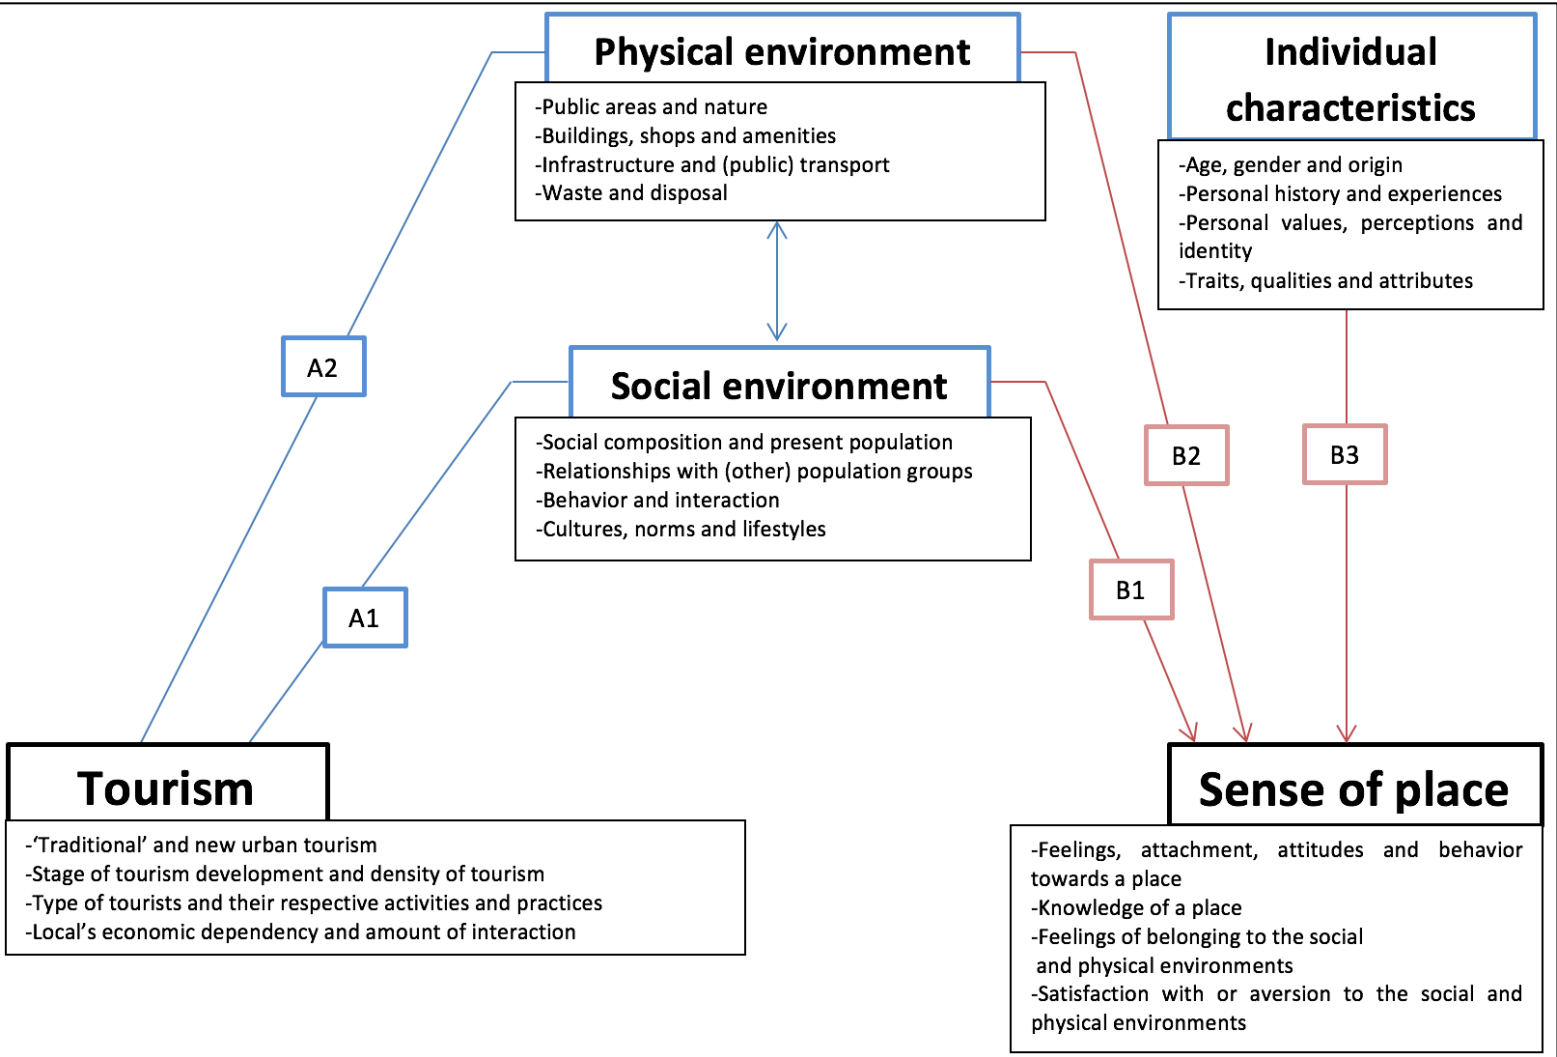 Physical environment
-Public areas and nature
-Buildings, shops and amenities
-Infrastructure and (public) transport
-Waste and disposal
Individual
characteristics
-Age, gender and origin
-Personal history and experiences
-Personal values, perceptions and
identity
-Traits, qualities and attributes
A2
Social environment
-Social composition and present population
-Relationships with (other) population groups
-Behavior and interaction
-Cultures, norms and lifestyles
B2
B3
A1
B1
Tourism
-‘Traditional’ and new urban tourism
-Stage of tourism development and density of tourism
-Type of tourists and their respective activities and practices
-Local’s economic dependency and amount of interaction
Sense of place
-Feelings, attachment, attitudes and behavior
towards a place
-Knowledge of a place
-Feelings of belonging to the social
and physical environments
-Satisfaction with or aversion to the social and
physical environments